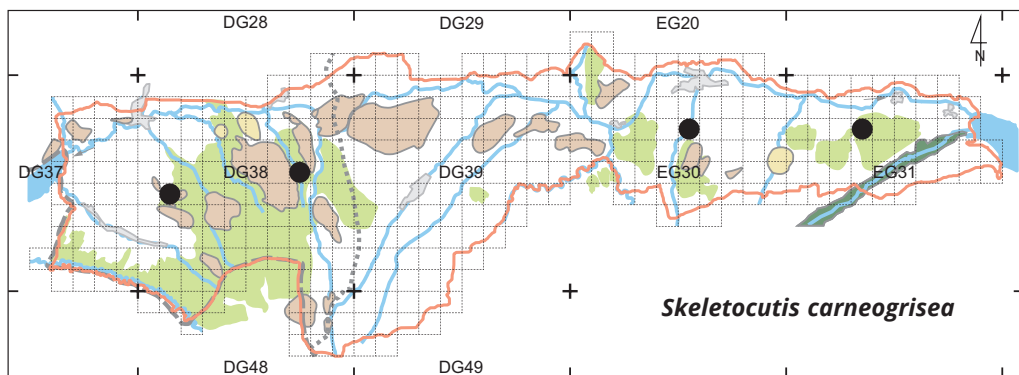 DG28 DG29 EG20
N
DG37 DG38 DG39 EG30 EG31
Skeletocutis carneogrisea
DG48 DG49